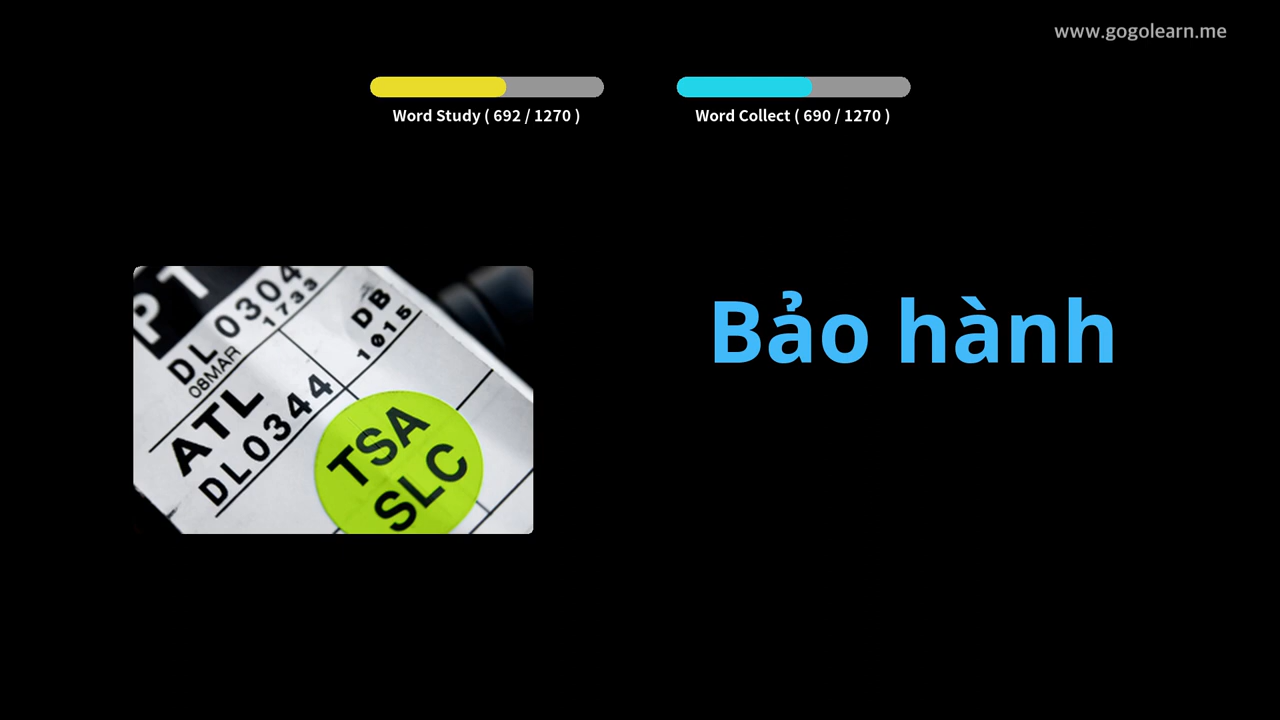 www.gogolearn.me
Word Study ( 692 / 1270 )
Word Collect ( 690 / 1270 )
P1
DL0304
1733
08MAR
DB
1015
ATL
DL0344
TSA
SLC
Bảo hành